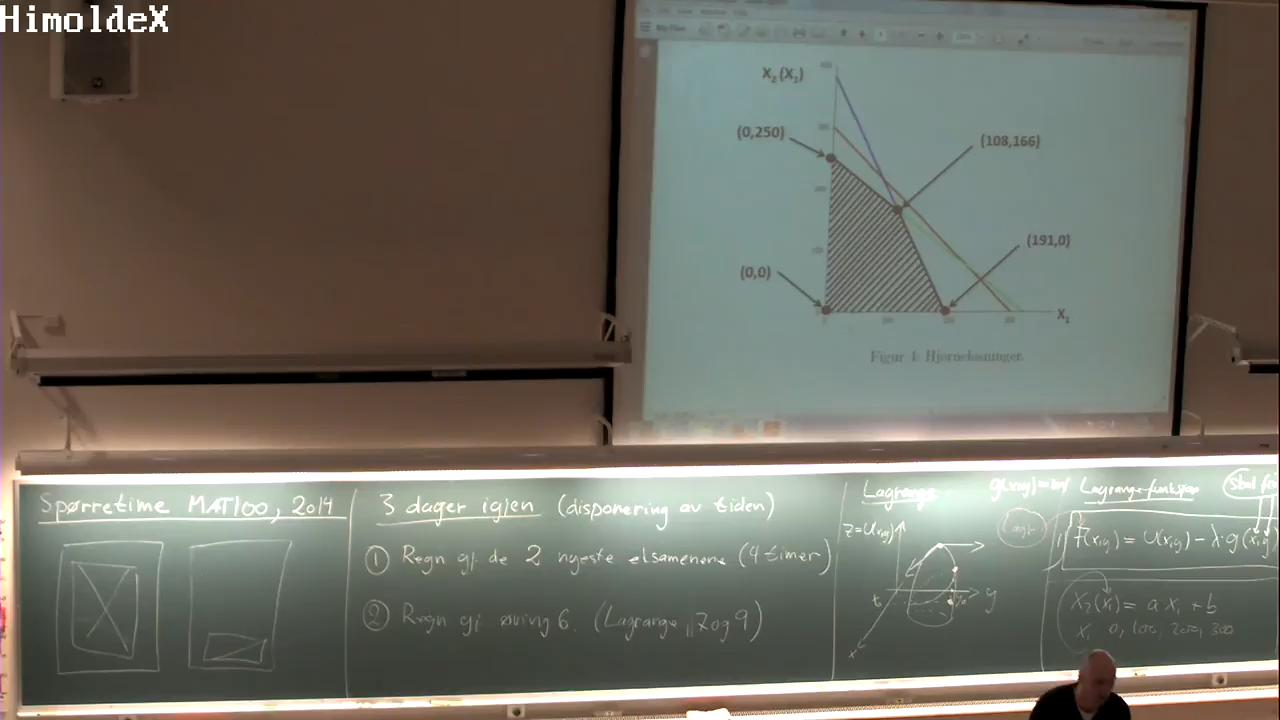 HimoldeX
X₂(X₁)
(0,250)
(108,166)
(191,0)
(0,0)
X₁
Figur 4: Hjørneløsninger.
Spørretime MAT100, 2014
3 dager igjen (disponering av tiden)
① Regn gj. de 2 nyeste eksamenene (4 timer)
② Regn gj. øving 6. (Lagrange, 7 og 9)
Lagrange
z=U(x,y)
t
y
x
Lagr.
Lagrange-funksjon
F(x,y) = U(x,y) - λ·g(x,y)
X₂(x₁) = ax₁ + b
x₁ 0, 100, 200, 300